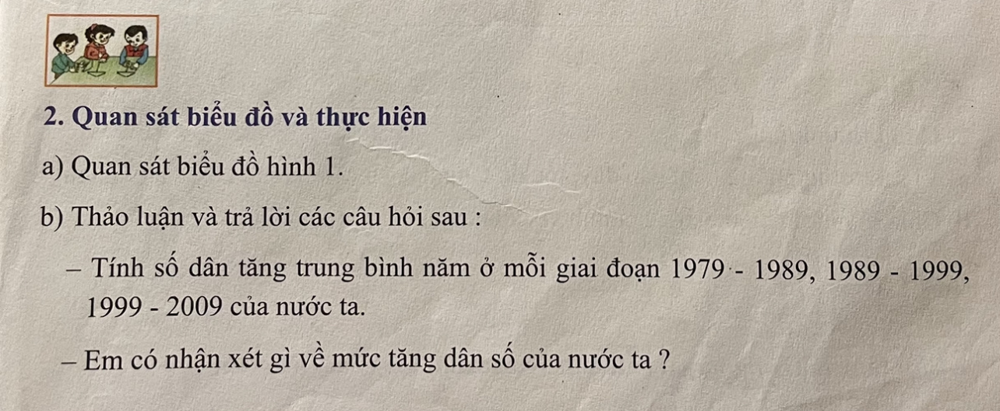 2. Quan sát biểu đồ và thực hiện
a) Quan sát biểu đồ hình 1.
b) Thảo luận và trả lời các câu hỏi sau :
– Tính số dân tăng trung bình năm ở mỗi giai đoạn 1979 - 1989, 1989 - 1999,
1999 - 2009 của nước ta.
– Em có nhận xét gì về mức tăng dân số của nước ta ?